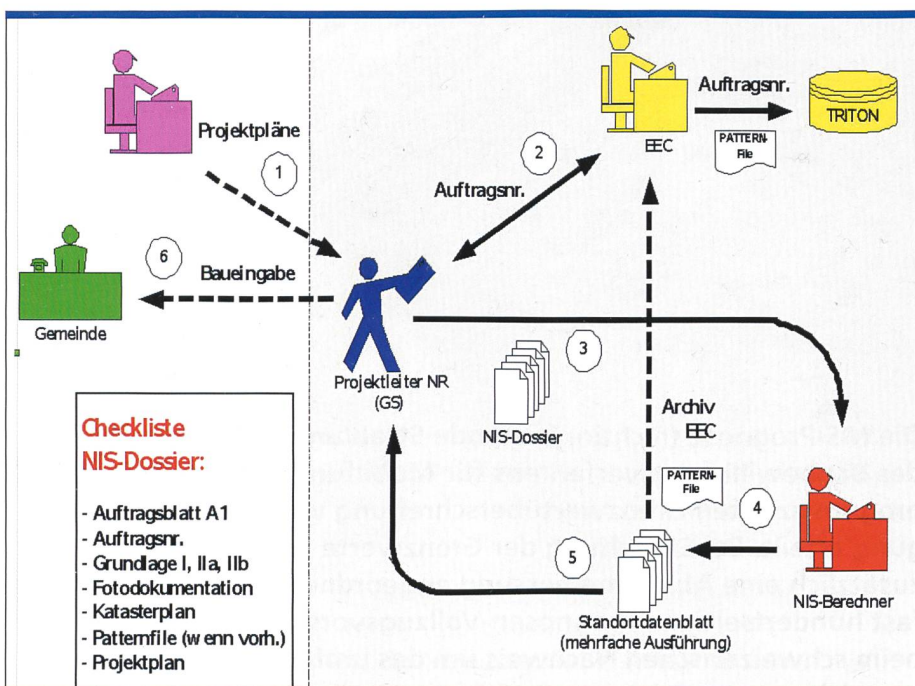 Projektpläne
1
2
Auftragsnr.
EEC
Auftragsnr.
PATTERN-
File
TRITON
6
Baueingabe
Gemeinde
Projektleiter NR
(GS)
3
NIS-Dossier
Archiv
EEC
PATTERN-
File
4
NIS-Berechner
5
Standortdatenblatt
(mehrfache Ausführung)
Checkliste
NIS-Dossier:
- Auftragsblatt A1
- Auftragsnr.
- Grundlage I, IIa, IIb
- Fotodokumentation
- Katasterplan
- Patternfile (wenn vorh.)
- Projektplan